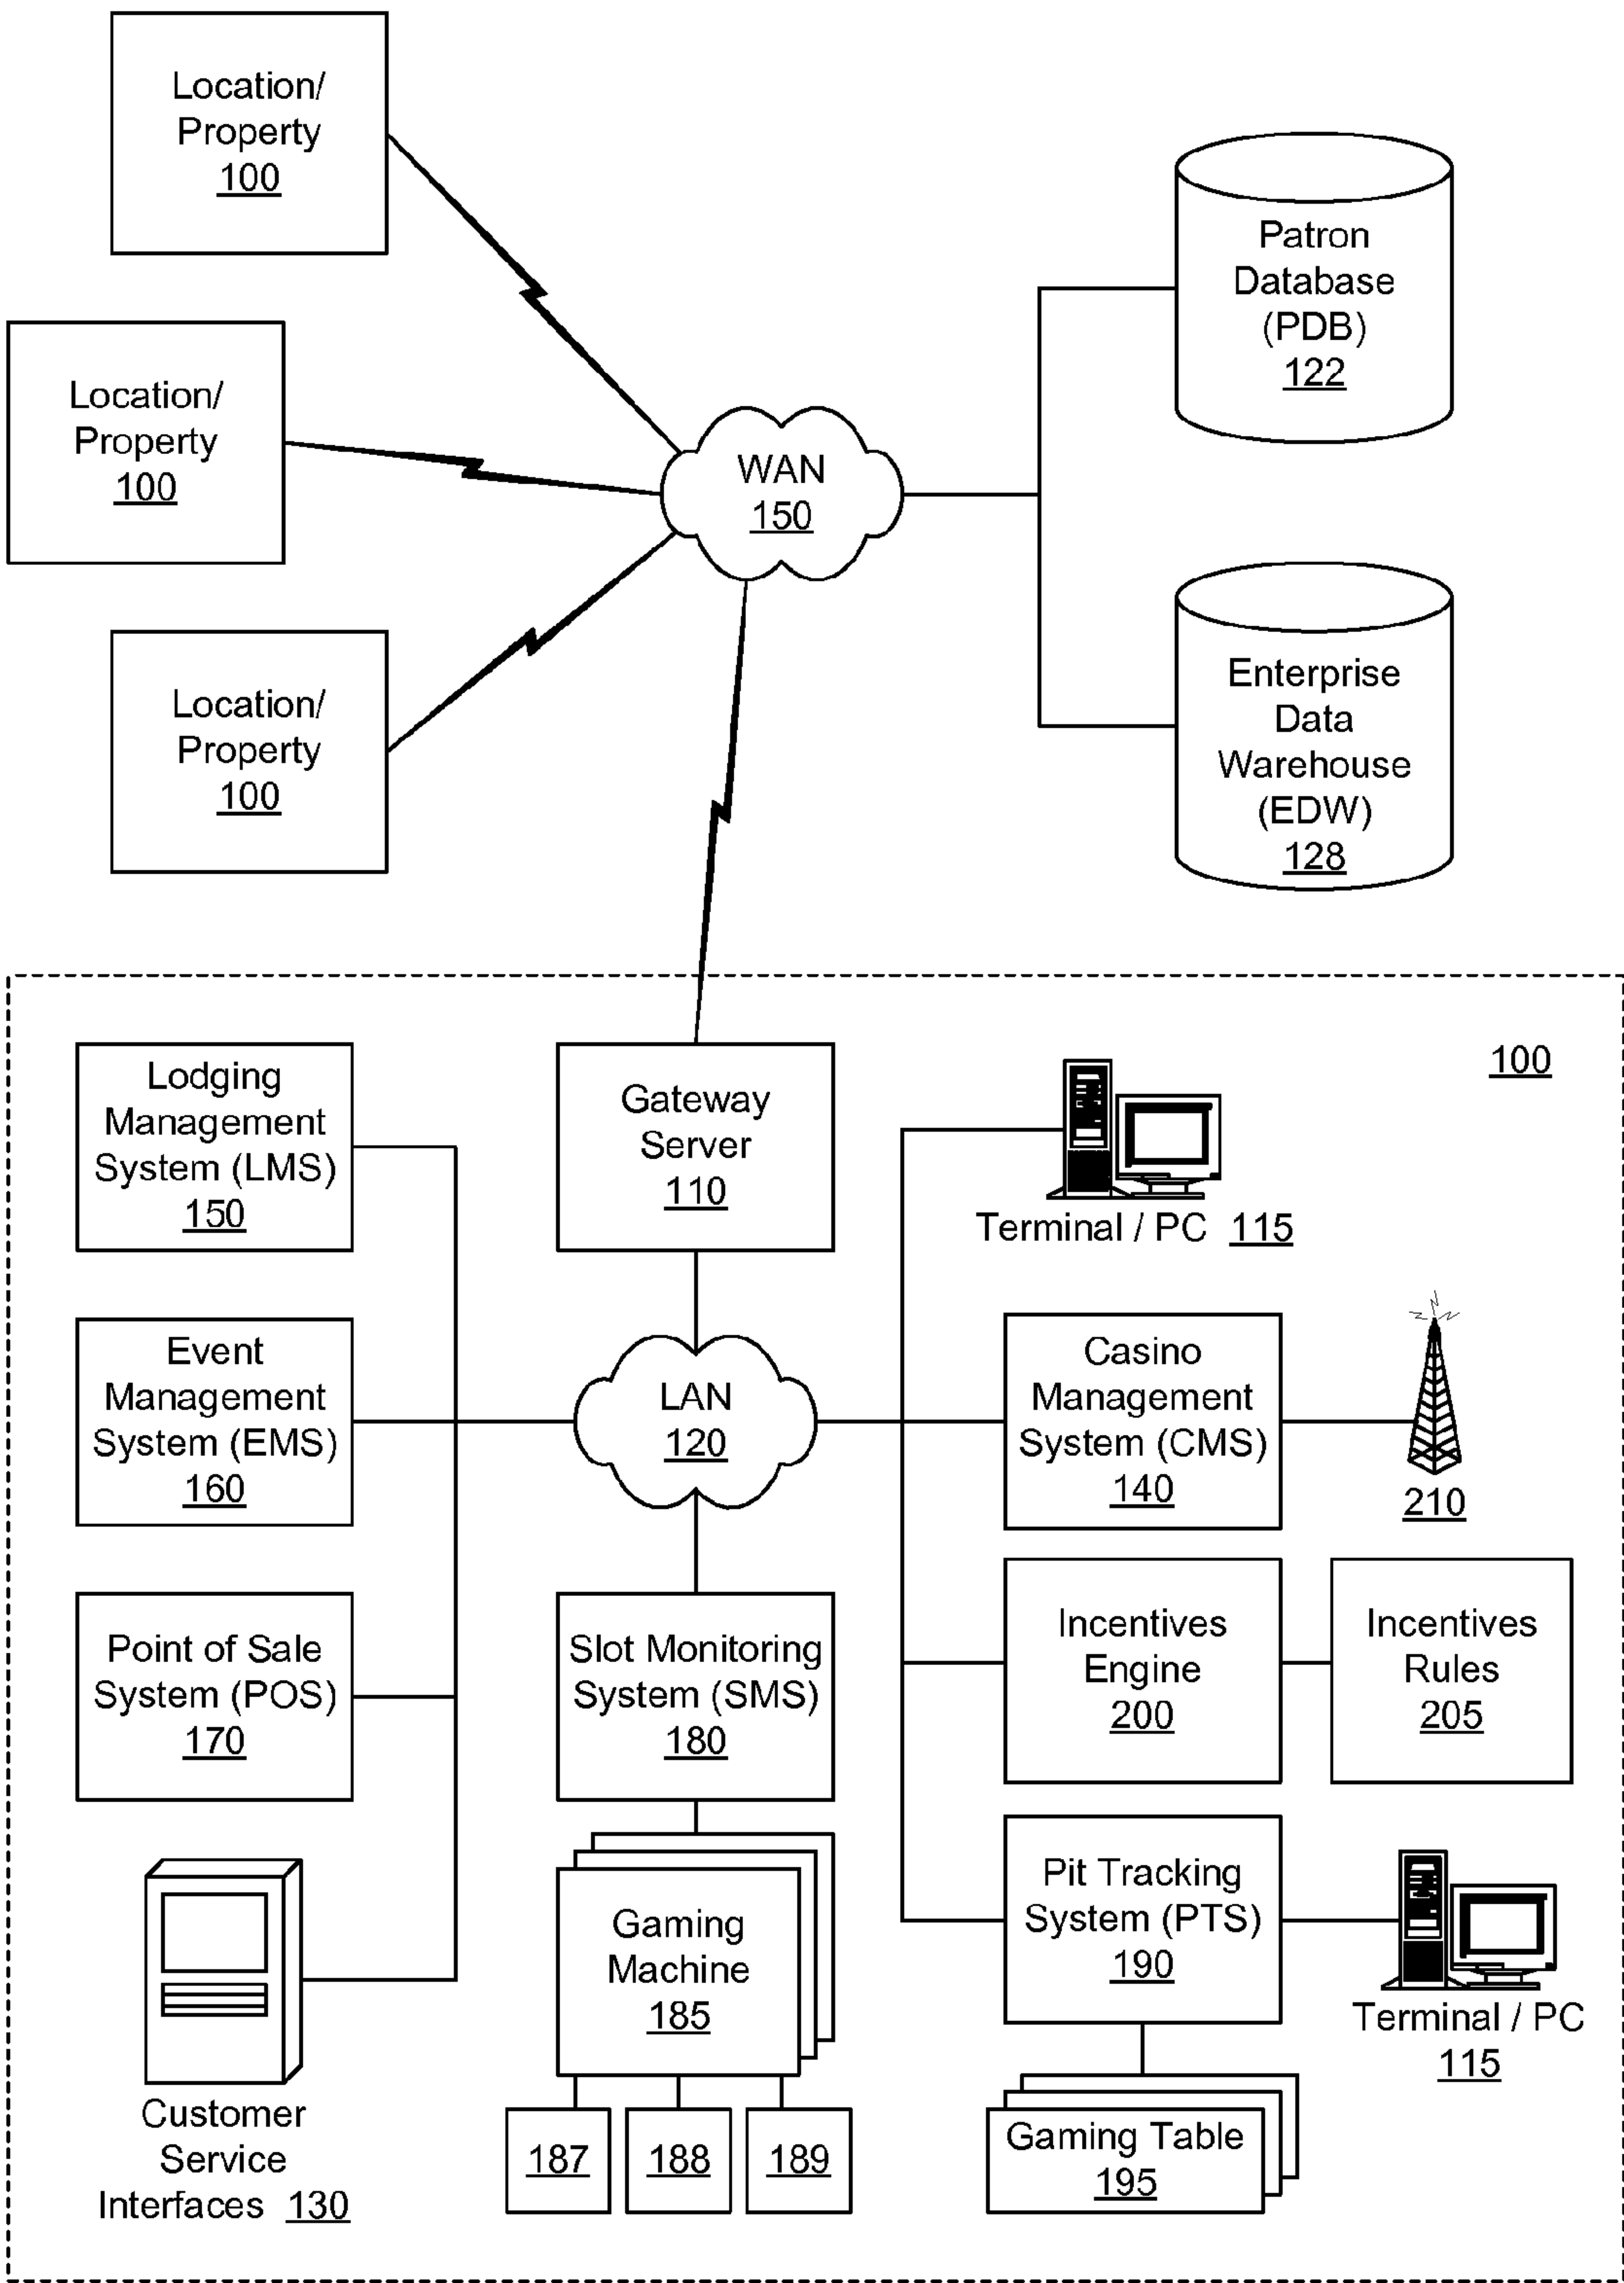 Location/
Property
100
Location/
Property
100
Location/
Property
100
WAN
150
Patron
Database
(PDB)
122
Enterprise
Data
Warehouse
(EDW)
128
100
Lodging
Management
System (LMS)
150
Event
Management
System (EMS)
160
Point of Sale
System (POS)
170
Customer
Service
Interfaces 130
Gateway
Server
110
LAN
120
Slot Monitoring
System (SMS)
180
Gaming
Machine
185
187
188
189
Terminal / PC 115
Casino
Management
System (CMS)
140
210
Incentives
Engine
200
Incentives
Rules
205
Pit Tracking
System (PTS)
190
Terminal / PC
115
Gaming Table
195